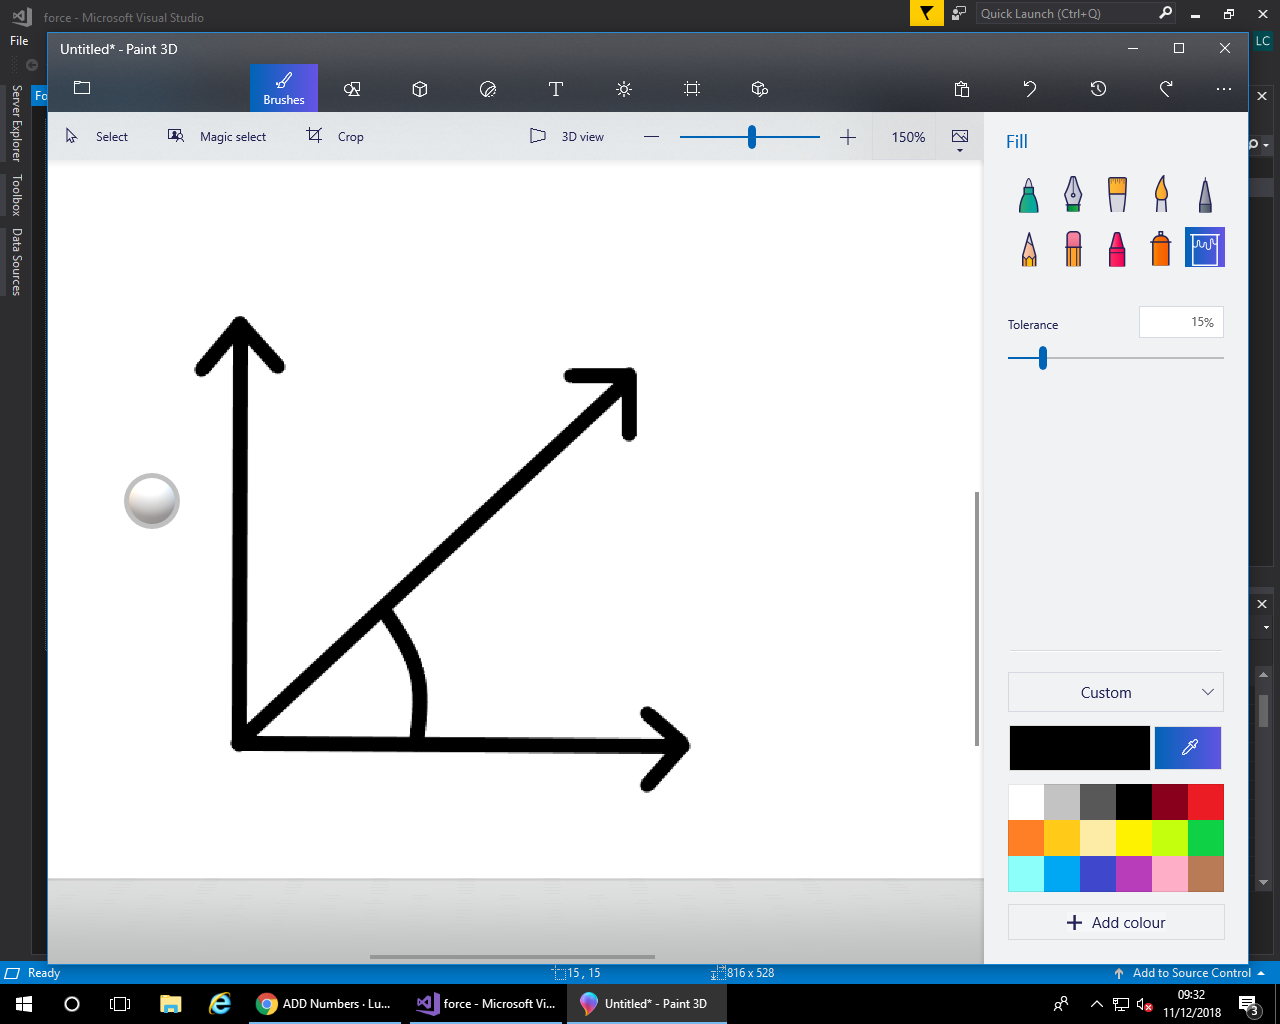 force - Microsoft Visual Studio
Quick Launch (Ctrl+Q)
File
LC
Untitled* - Paint 3D
Fo
Server Explorer
Toolbox
Data Sources
Brushes
Select
Magic select
Crop
3D view
150%
Fill
Tolerance
15%
Custom
Add colour
Ready
15 , 15
816 x 528
Add to Source Control
ADD Numbers · Lu...
force - Microsoft Vi...
Untitled* - Paint 3D
09:32
11/12/2018
3